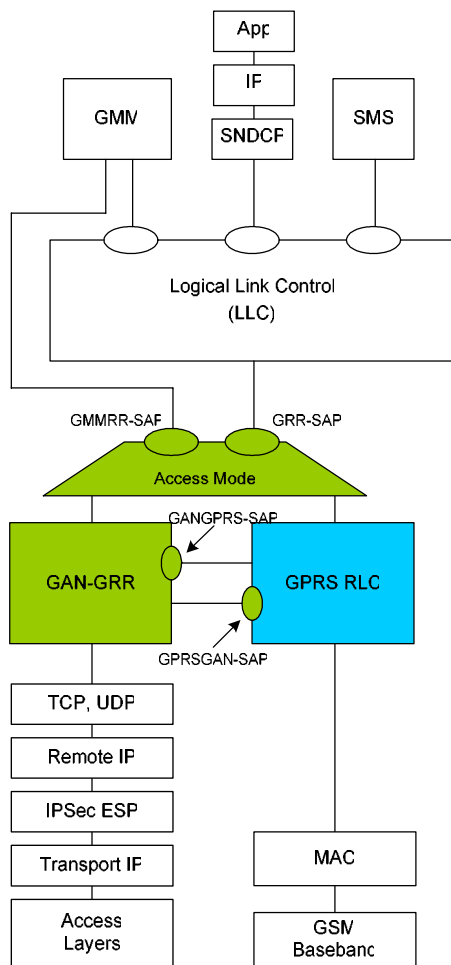 App
IP
GMM
SNDCP
SMS
Logical Link Control
(LLC)
GMMRR-SAP
GRR-SAP
Access Mode
GANGPRS-SAP
GAN-GRR
GPRS RLC
GPRSGAN-SAP
TCP, UDP
Remote IP
IPSec ESP
Transport IP
MAC
Access
Layers
GSM
Baseband